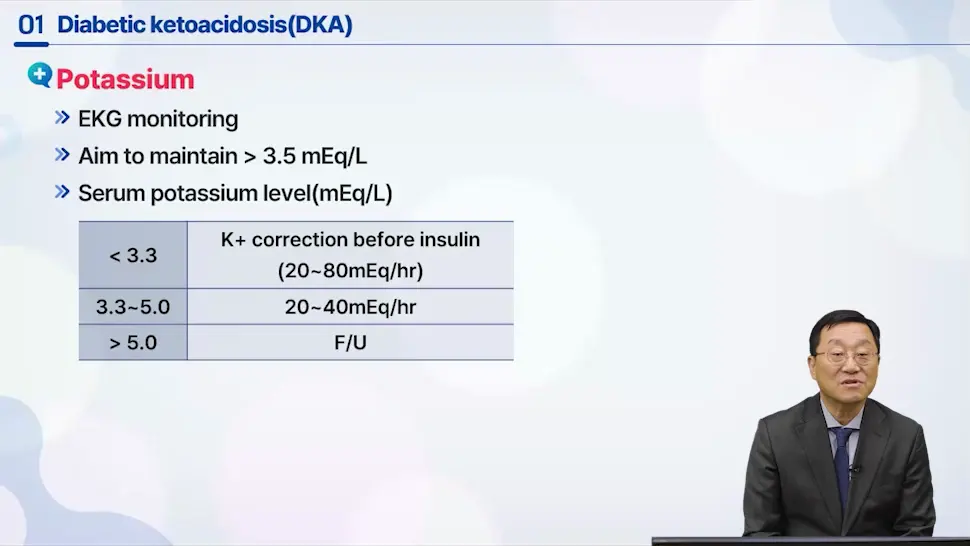 01 Diabetic ketoacidosis(DKA)
Potassium
EKG monitoring
Aim to maintain > 3.5 mEq/L
Serum potassium level(mEq/L)
< 3.3 K+ correction before insulin
(20~80mEq/hr)
3.3~5.0 20~40mEq/hr
> 5.0 F/U